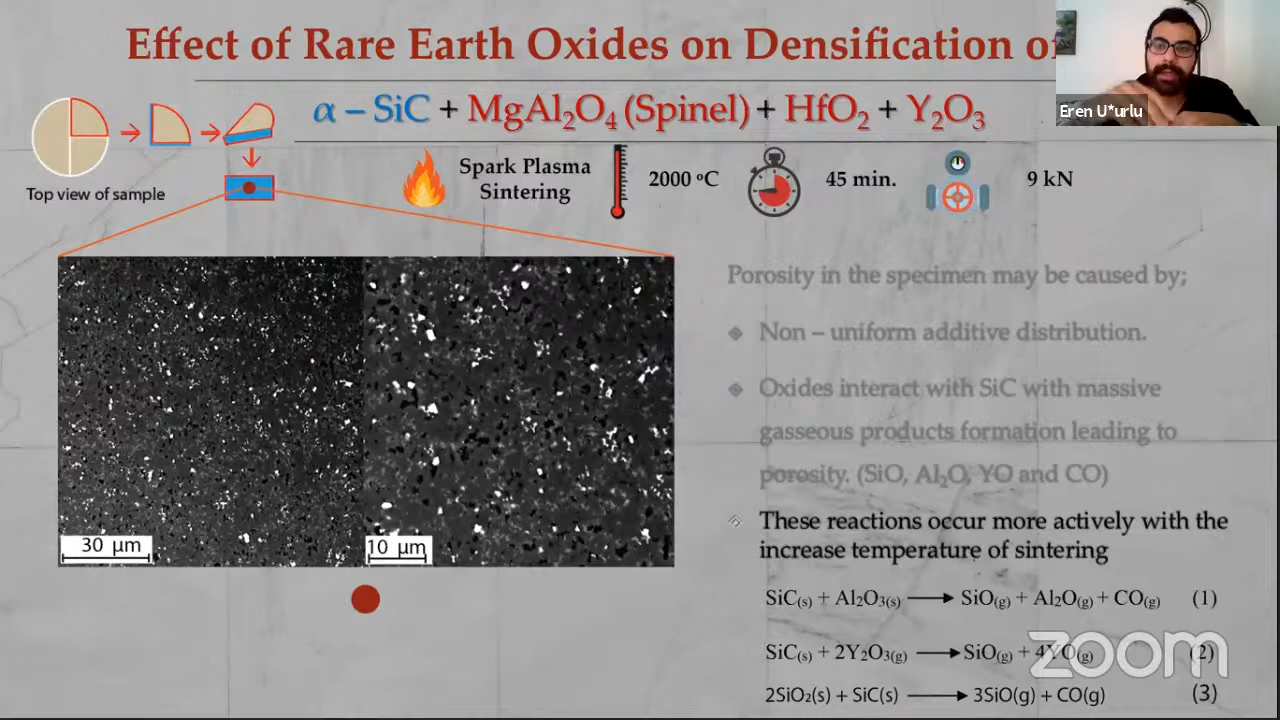 Effect of Rare Earth Oxides on Densification of
Eren U*urlu
α – SiC + MgAl₂O₄ (Spinel) + HfO₂ + Y₂O₃
Top view of sample
Spark Plasma
Sintering
2000 ºC
45 min.
9 kN
Porosity in the specimen may be caused by;
❖ Non – uniform additive distribution.
❖ Oxides interact with SiC with massive
gasseous products formation leading to
porosity. (SiO, Al₂O, YO and CO)
❖ These reactions occur more actively with the
increase temperature of sintering
30 µm
10 µm
SiC(s) + Al₂O₃(s) → SiO(g) + Al₂O(g) + CO(g) (1)
SiC(s) + 2Y₂O₃(g) → SiO(g) + 4YO(g) (2)
2SiO₂(s) + SiC(s) → 3SiO(g) + CO(g) (3)
zoom